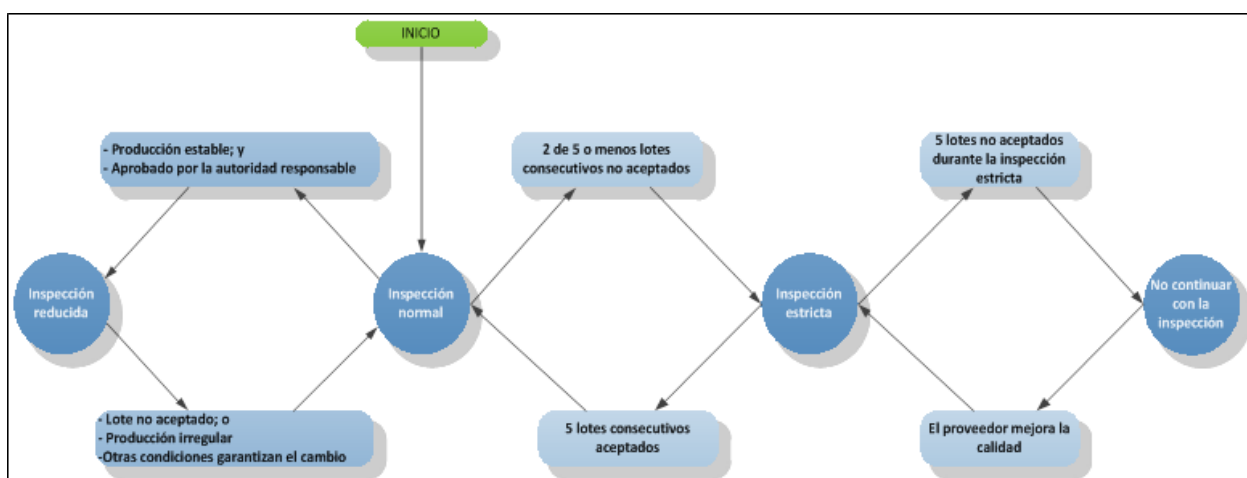 INICIO
- Producción estable; y
- Aprobado por la autoridad responsable
2 de 5 o menos lotes
consecutivos no aceptados
5 lotes no aceptados
durante la inspección
estricta
Inspección
reducida
Inspección
normal
Inspección
estricta
No continuar
con la
inspección
- Lote no aceptado; o
- Producción irregular
-Otras condiciones garantizan el cambio
5 lotes consecutivos
aceptados
El proveedor mejora la
calidad